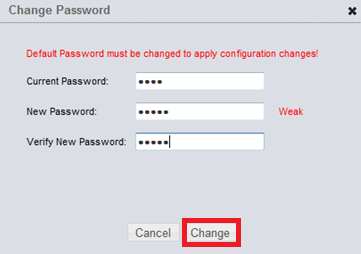 Change Password
Default Password must be changed to apply configuration changes!
Current Password: ••••
New Password: ••••• Weak
Verify New Password: •••••
Cancel Change